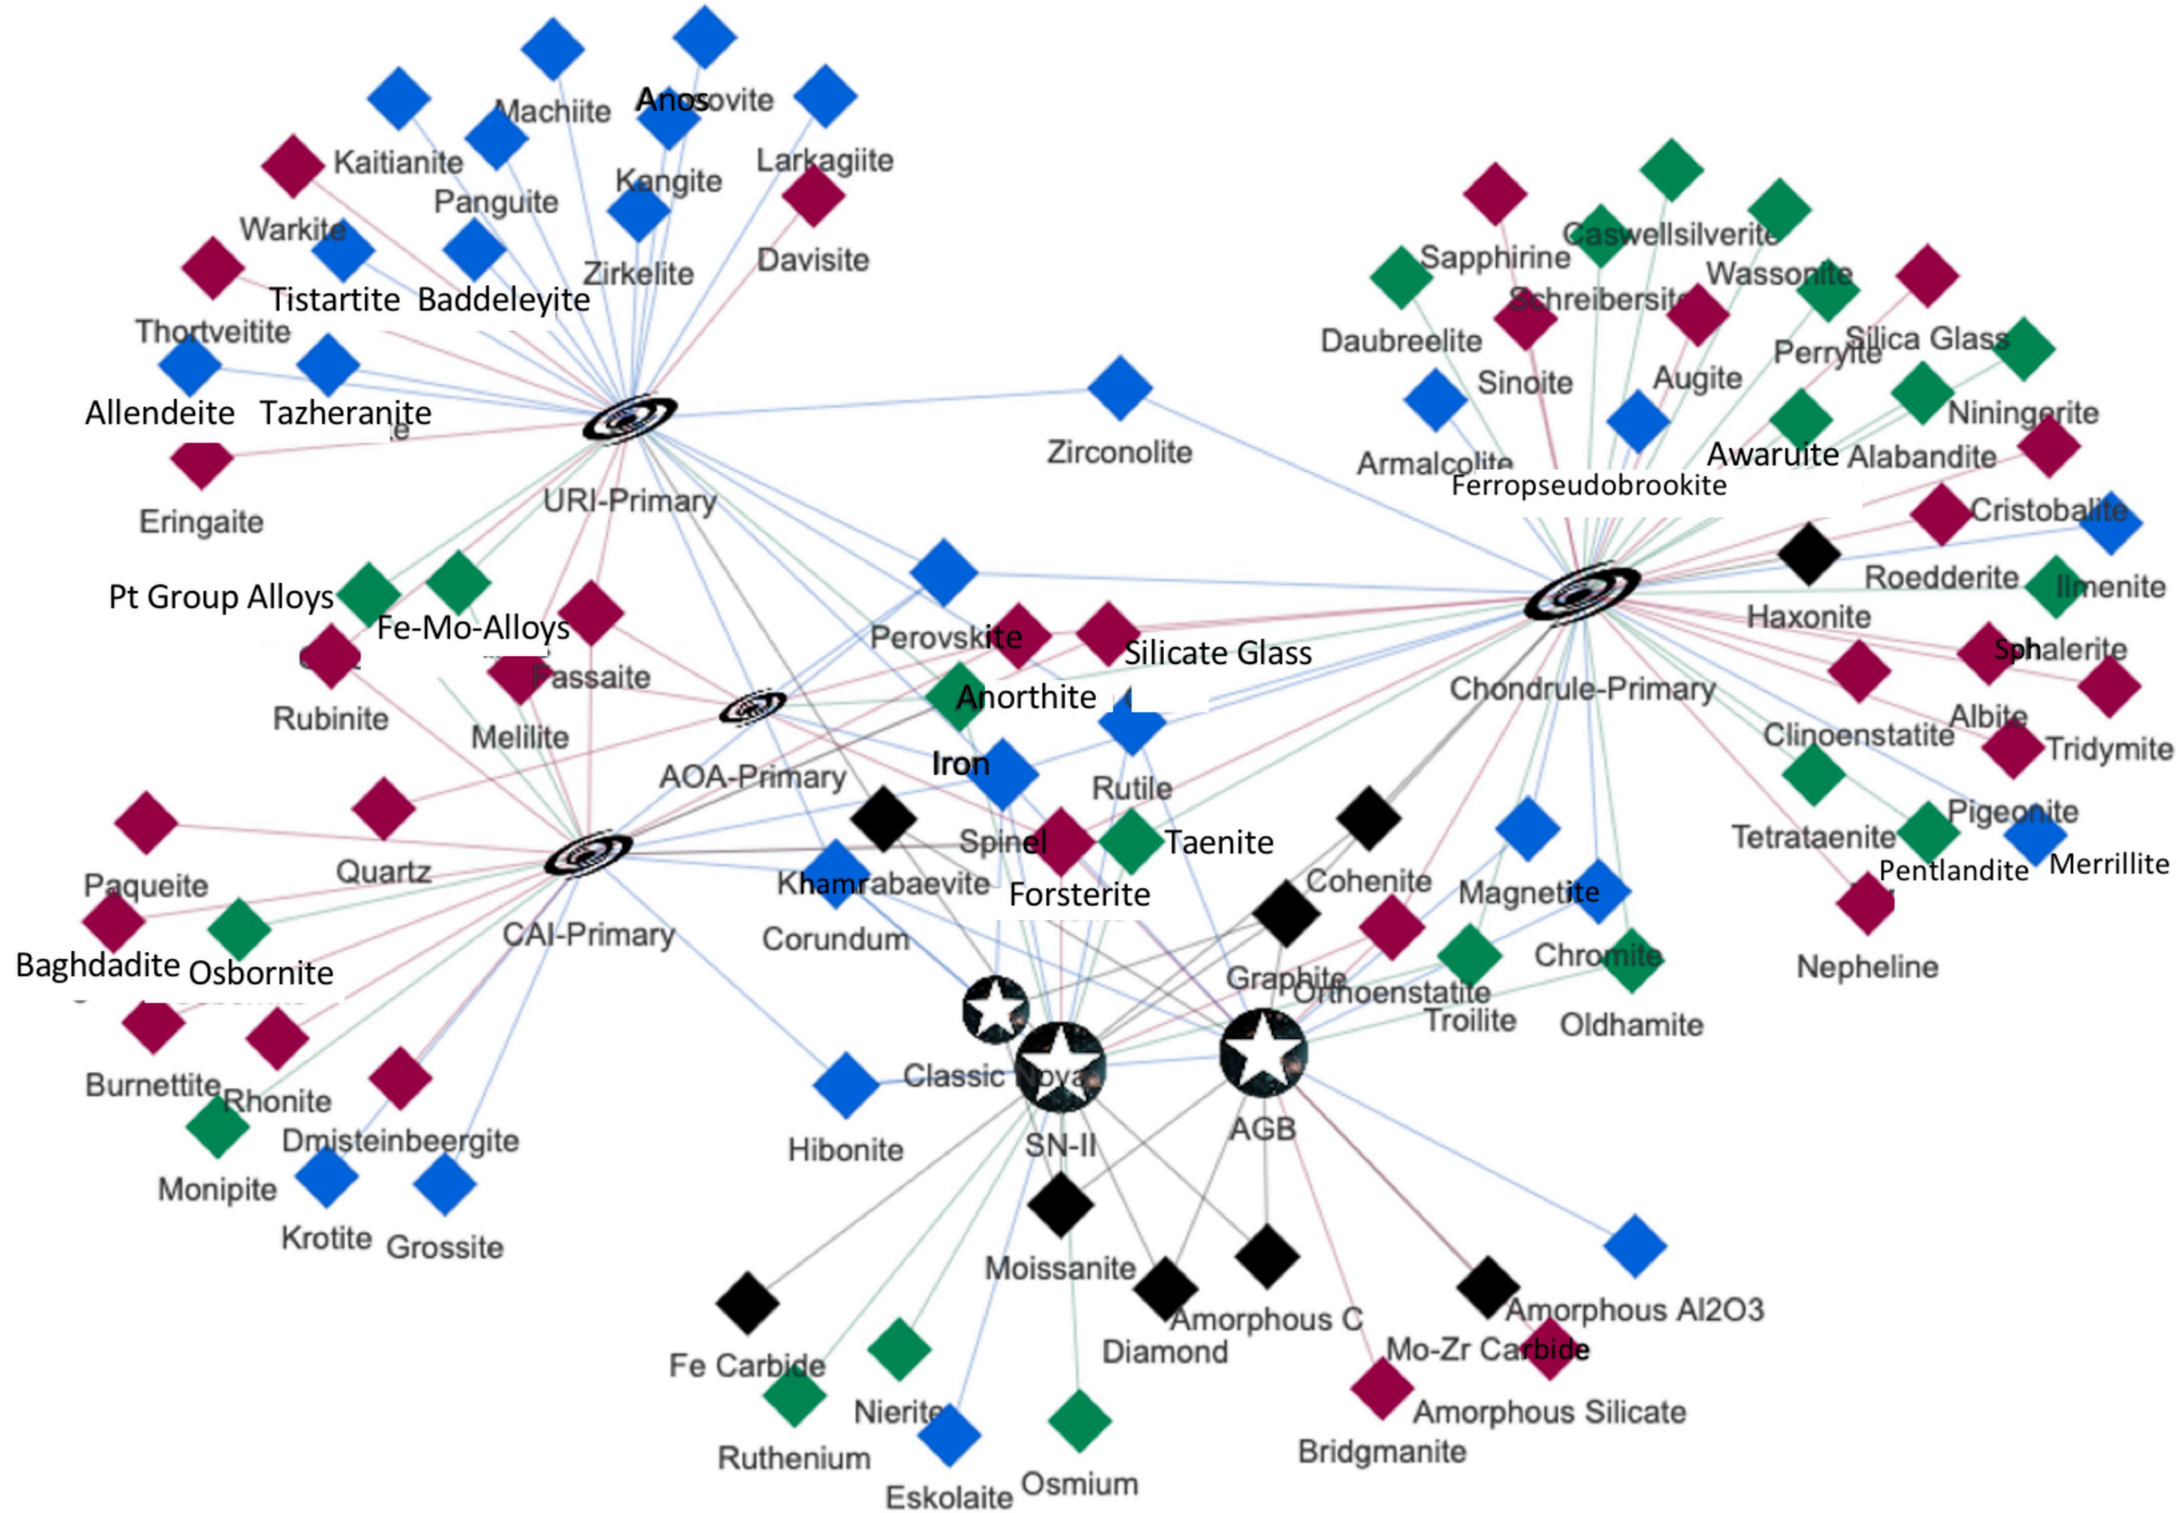 Machiite
Anosovite
Kaitianite
Larkagiite
Panguite
Kangite
Warkite
Zirkelite
Davisite
Tistartite
Baddeleyite
Thortveitite
Allendeite
Tazheranite
Eringaite
URI-Primary
Zirconolite
Sapphirine
Caswellsilverite
Wassonite
Schreibersite
Daubreelite
Silica Glass
Perryite
Sinoite
Augite
Niningerite
Armalcolite
Awaruite
Alabandite
Ferropseudobrookite
Cristobalite
Roedderite
Ilmenite
Haxonite
Sphalerite
Chondrule-Primary
Albite
Clinoenstatite
Tridymite
Pigeonite
Tetrataenite
Pentlandite
Merrillite
Nepheline
Pt Group Alloys
Fe-Mo-Alloys
Perovskite
Silicate Glass
Fassaite
Anorthite
Rubinite
Melilite
AOA-Primary
Iron
Rutile
Spinel
Taenite
Quartz
Paqueite
Khamrabaevite
Forsterite
Cohenite
Magnetite
CAI-Primary
Corundum
Chromite
Baghdadite
Osbornite
Graphite
Orthoenstatite
Troilite
Oldhamite
Burnettite
Rhonite
Classic Nova
Dmisteinbeergite
Hibonite
SN-II
AGB
Monipite
Krotite
Grossite
Moissanite
Amorphous C
Diamond
Amorphous Al2O3
Mo-Zr Carbide
Fe Carbide
Nierite
Amorphous Silicate
Ruthenium
Bridgmanite
Eskolaite
Osmium